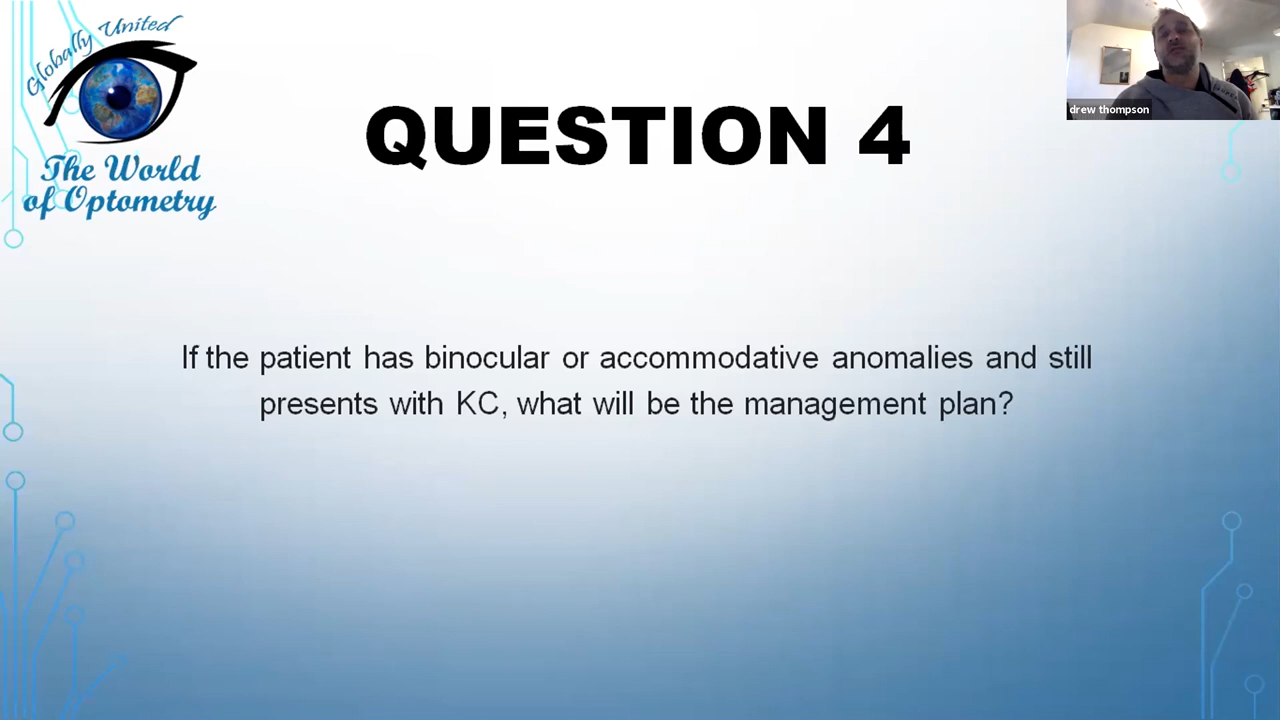 Globally United
The World
of Optometry
drew thompson
QUESTION 4
If the patient has binocular or accommodative anomalies and still
presents with KC, what will be the management plan?